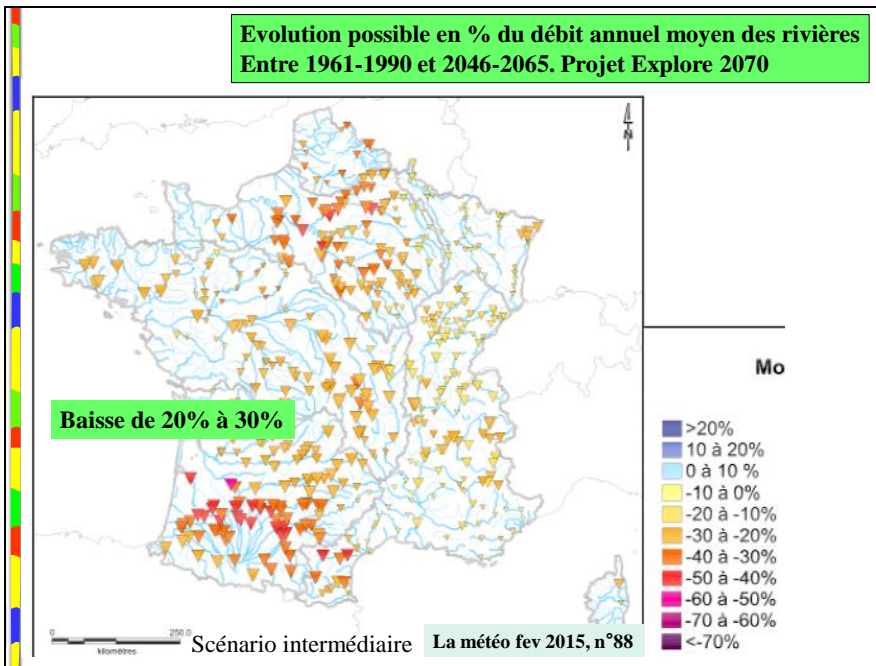 Evolution possible en % du débit annuel moyen des rivières
Entre 1961-1990 et 2046-2065. Projet Explore 2070
N
Mo
Baisse de 20% à 30%
>20%
10 à 20%
0 à 10 %
-10 à 0%
-20 à -10%
-30 à -20%
-40 à -30%
-50 à -40%
-60 à -50%
-70 à -60%
<-70%
0 250.0
kilomètres
Scénario intermédiaire
La météo fev 2015, n°88